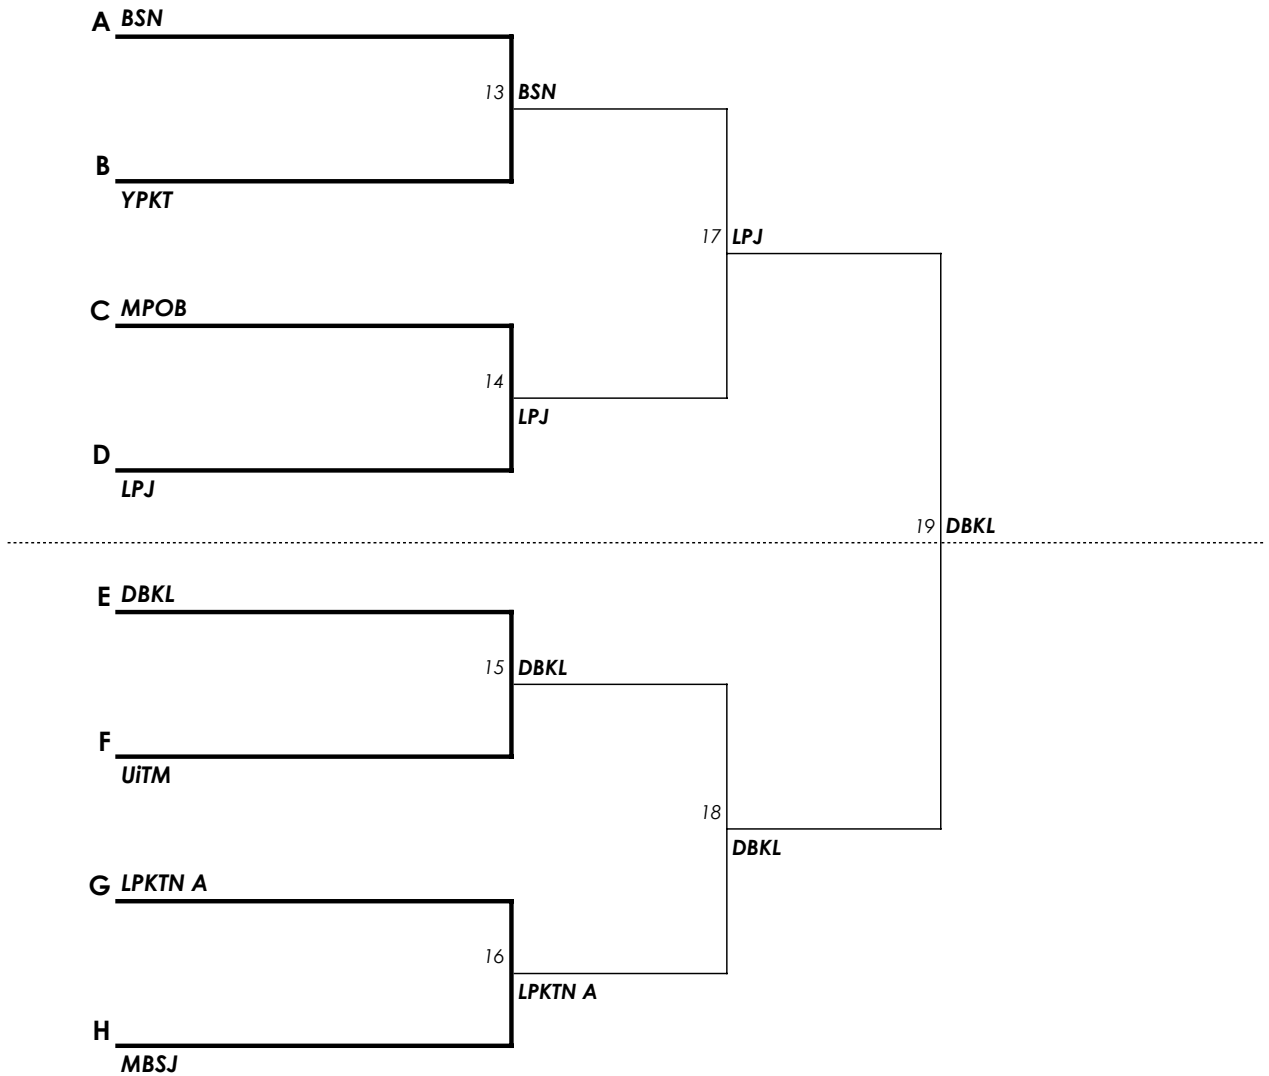 A BSN
13 BSN
B
YPKT
17 LPJ
C MPOB
14
LPJ
D
LPJ
19 DBKL
E DBKL
15 DBKL
F
UiTM
18
DBKL
G LPKTN A
16
LPKTN A
H
MBSJ